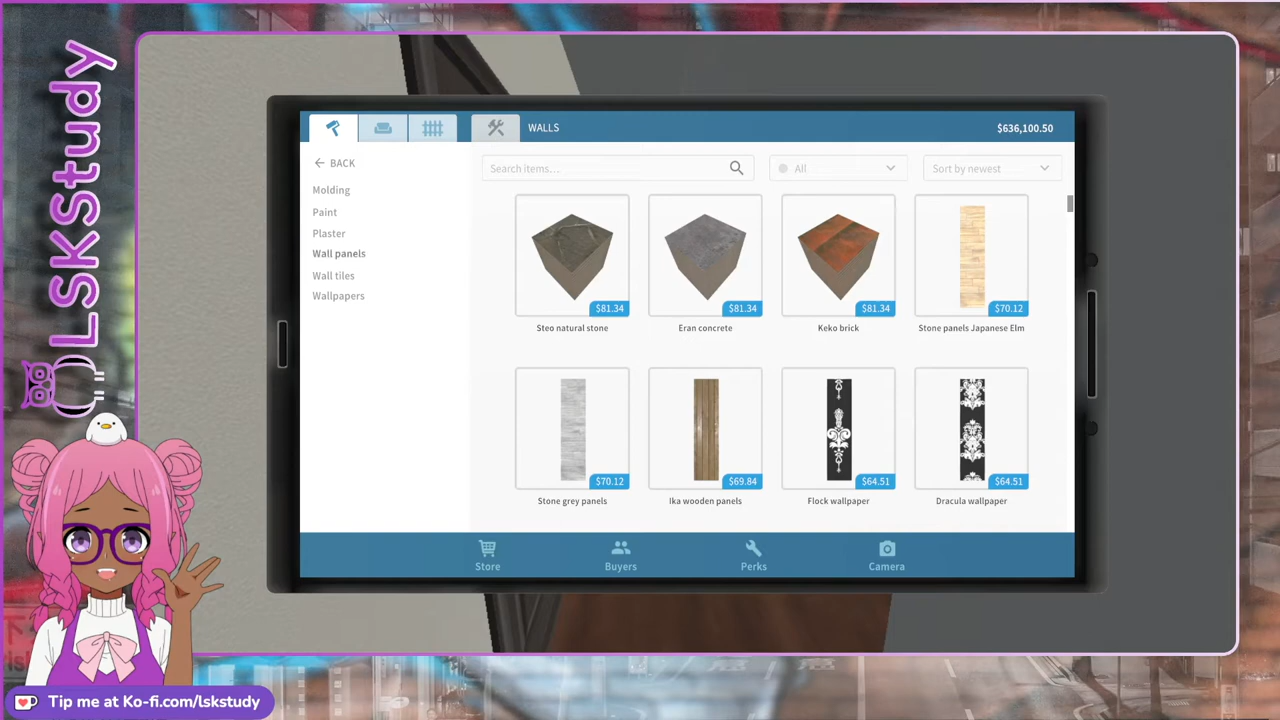 LSKStudy
WALLS
$636,100.50
BACK
Molding
Paint
Plaster
Wall panels
Wall tiles
Wallpapers
Search items...
All
Sort by newest
$81.34
$81.34
$81.34
$70.12
Steo natural stone
Eran concrete
Keko brick
Stone panels Japanese Elm
$70.12
$69.84
$64.51
$64.51
Stone grey panels
Ika wooden panels
Flock wallpaper
Dracula wallpaper
Store
Buyers
Perks
Camera
Tip me at Ko-fi.com/lskstudy